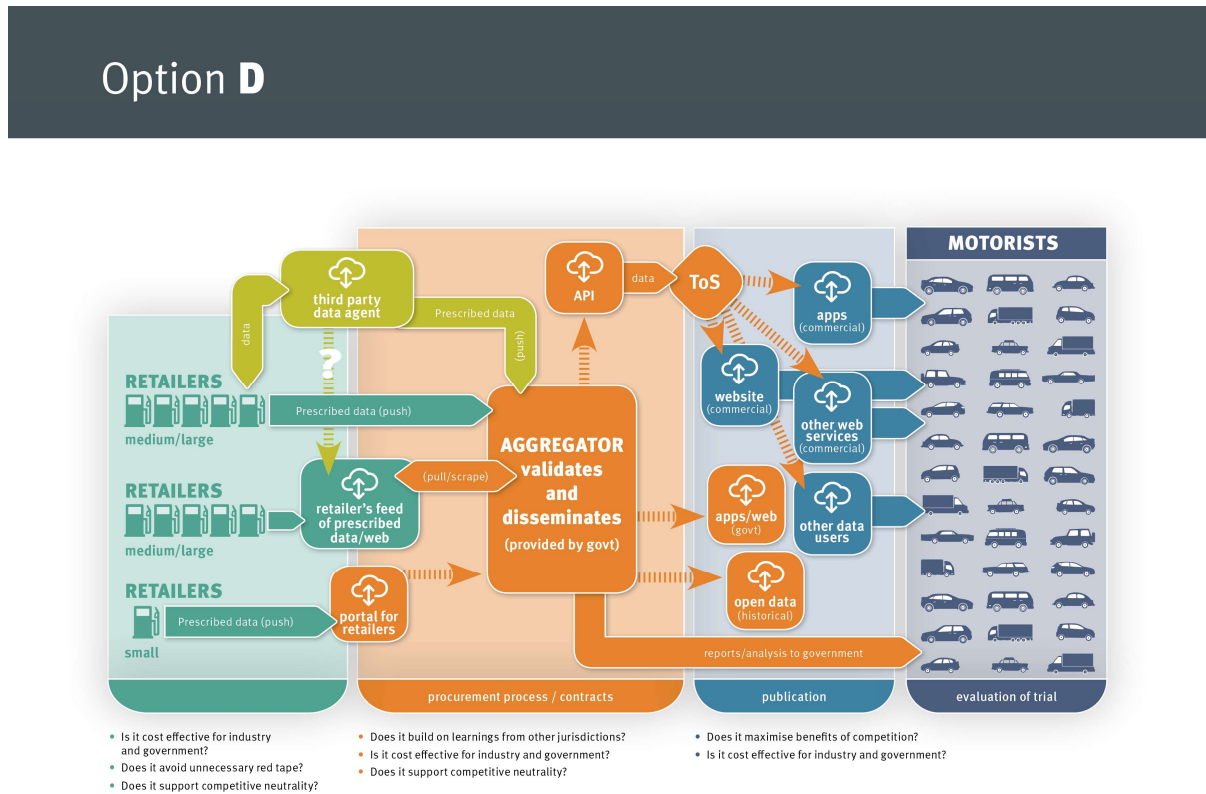 Option D
MOTORISTS
third party
data agent
API
data
ToS
apps
(commercial)
data
Prescribed data
(push)
?
RETAILERS
medium/large
Prescribed data (push)
website
(commercial)
other web
services
(commercial)
AGGREGATOR
validates
and
disseminates
(provided by govt)
RETAILERS
medium/large
retailer's feed
of prescribed
data/web
(pull/scrape)
apps/web
(govt)
other data
users
RETAILERS
small
Prescribed data (push)
portal for
retailers
open data
(historical)
reports/analysis to government
procurement process / contracts
publication
evaluation of trial
• Is it cost effective for industry
and government?
• Does it avoid unnecessary red tape?
• Does it support competitive neutrality?
• Does it build on learnings from other jurisdictions?
• Is it cost effective for industry and government?
• Does it support competitive neutrality?
• Does it maximise benefits of competition?
• Is it cost effective for industry and government?